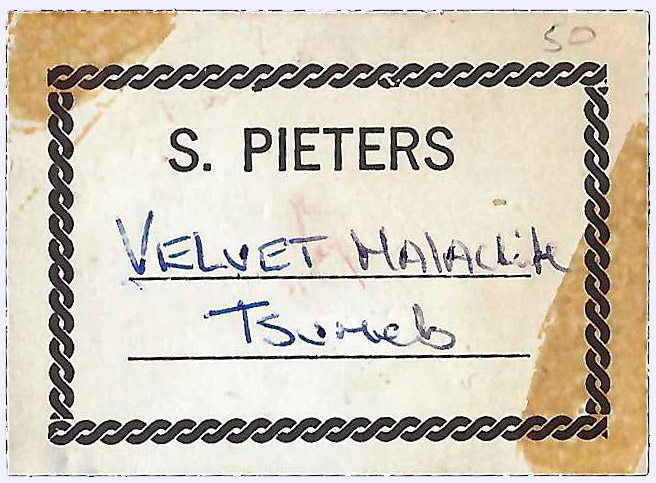 50
S. PIETERS
VELVET MALAchite
Tsumeb